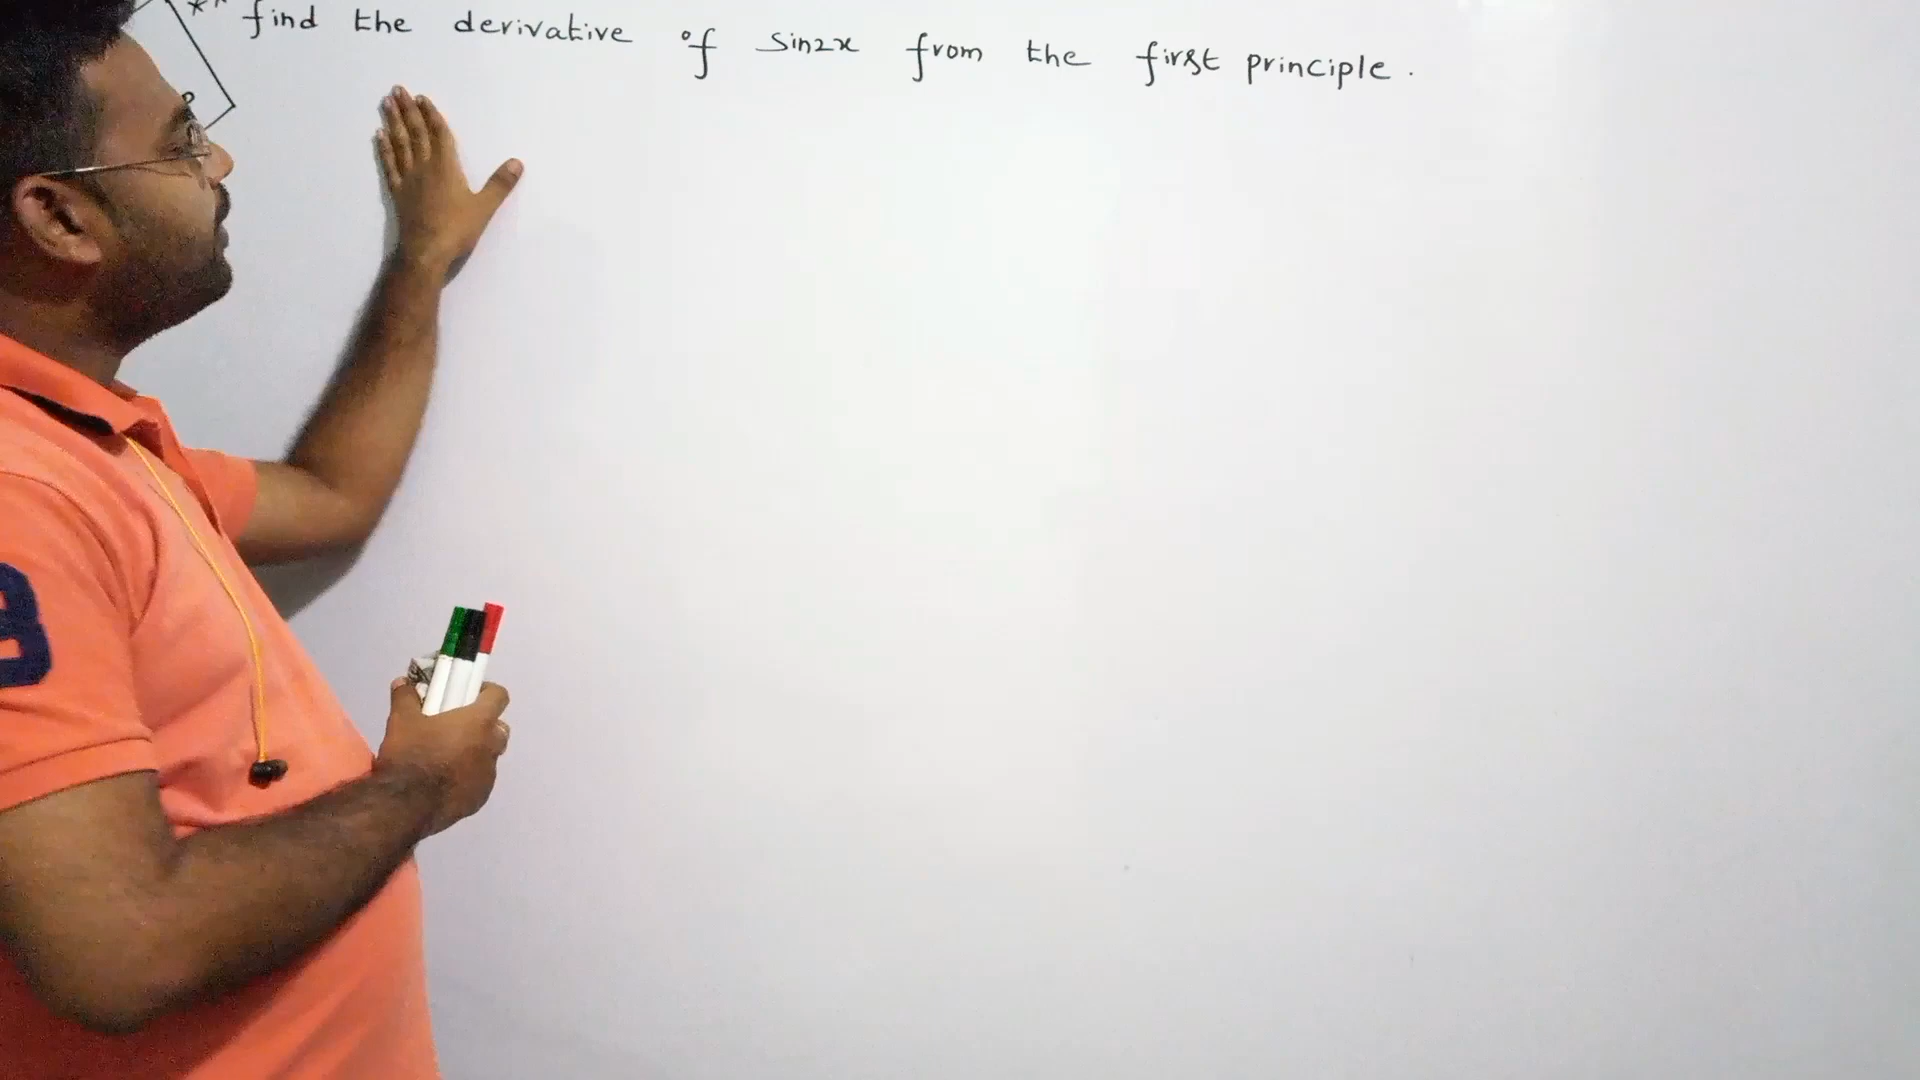 ** find the derivative of sin2x from the first principle.